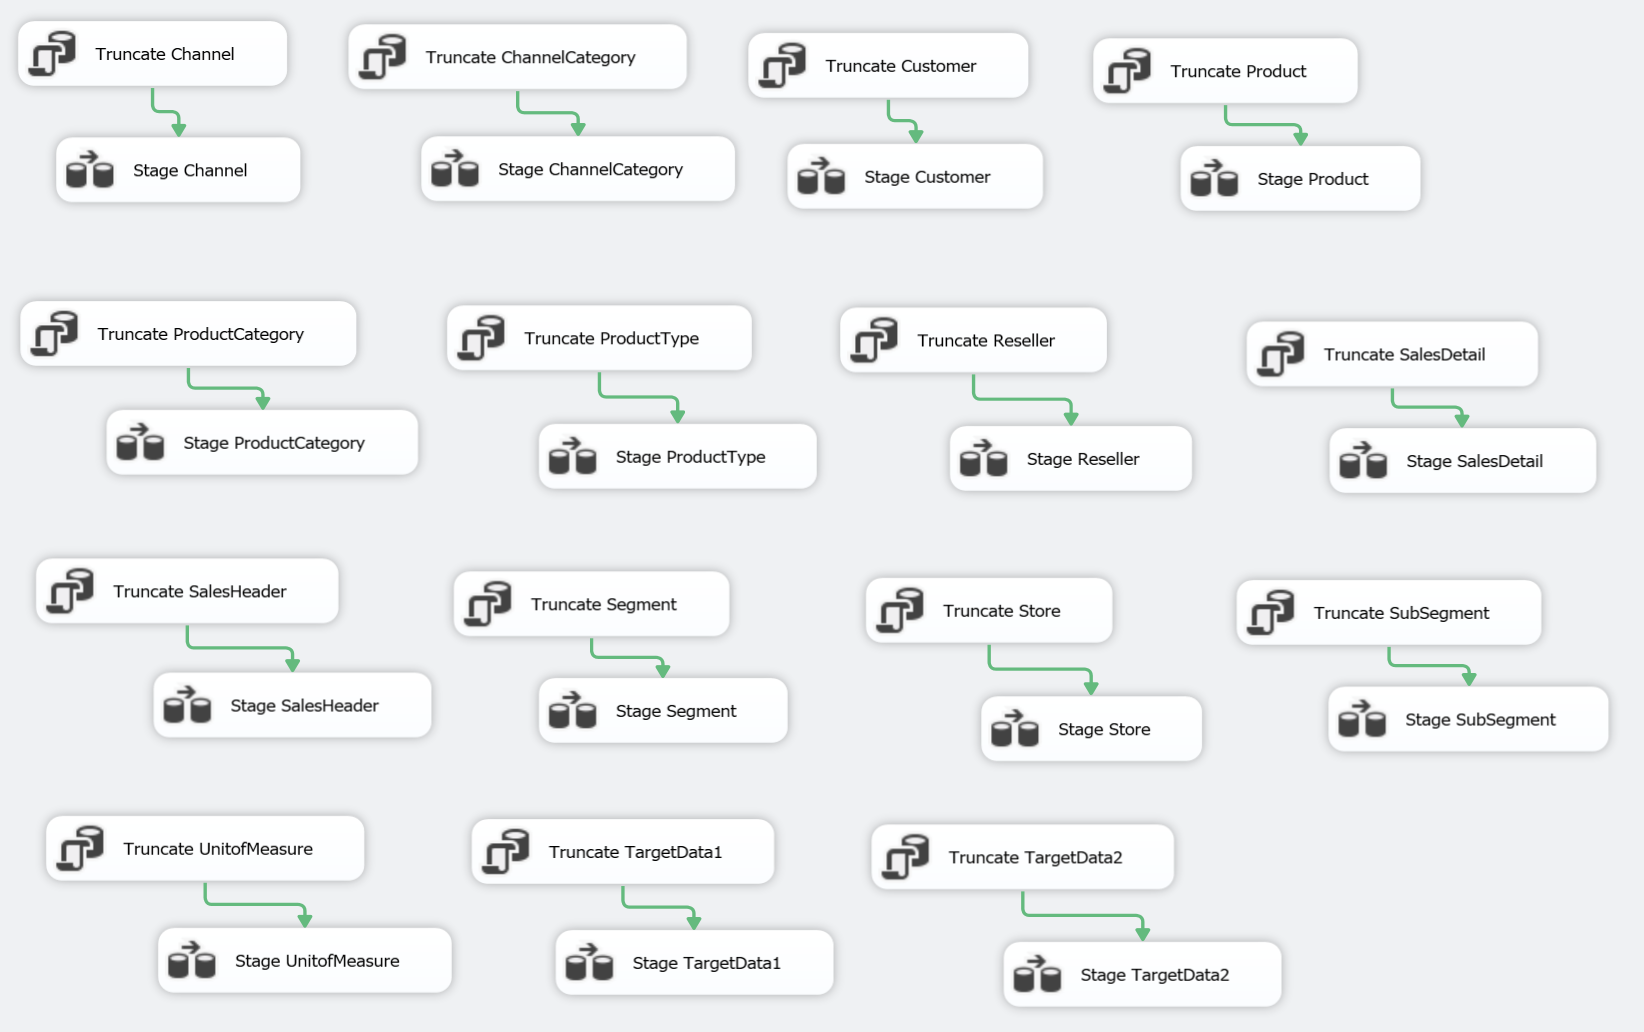 Truncate Channel
Truncate ChannelCategory
Truncate Customer
Truncate Product
Stage Channel
Stage ChannelCategory
Stage Customer
Stage Product
Truncate ProductCategory
Truncate ProductType
Truncate Reseller
Truncate SalesDetail
Stage ProductCategory
Stage ProductType
Stage Reseller
Stage SalesDetail
Truncate SalesHeader
Truncate Segment
Truncate Store
Truncate SubSegment
Stage SalesHeader
Stage Segment
Stage Store
Stage SubSegment
Truncate UnitofMeasure
Truncate TargetData1
Truncate TargetData2
Stage UnitofMeasure
Stage TargetData1
Stage TargetData2